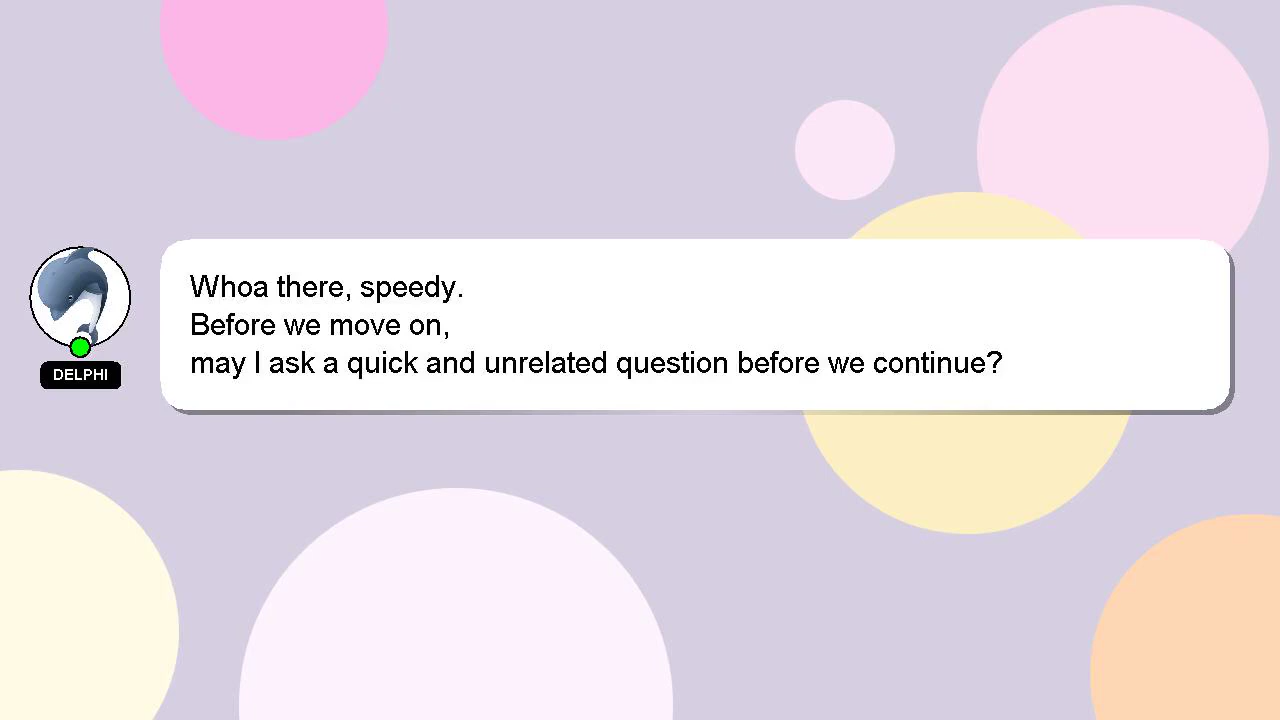 Whoa there, speedy.
Before we move on,
may I ask a quick and unrelated question before we continue?
DELPHI